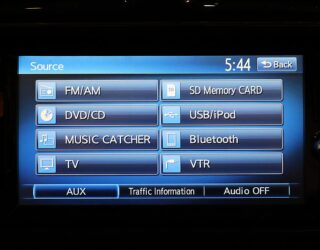 Source 5:44 Back
FM/AM SD Memory CARD
DVD/CD USB/iPod
MUSIC CATCHER Bluetooth
TV VTR
AUX Traffic Information Audio OFF